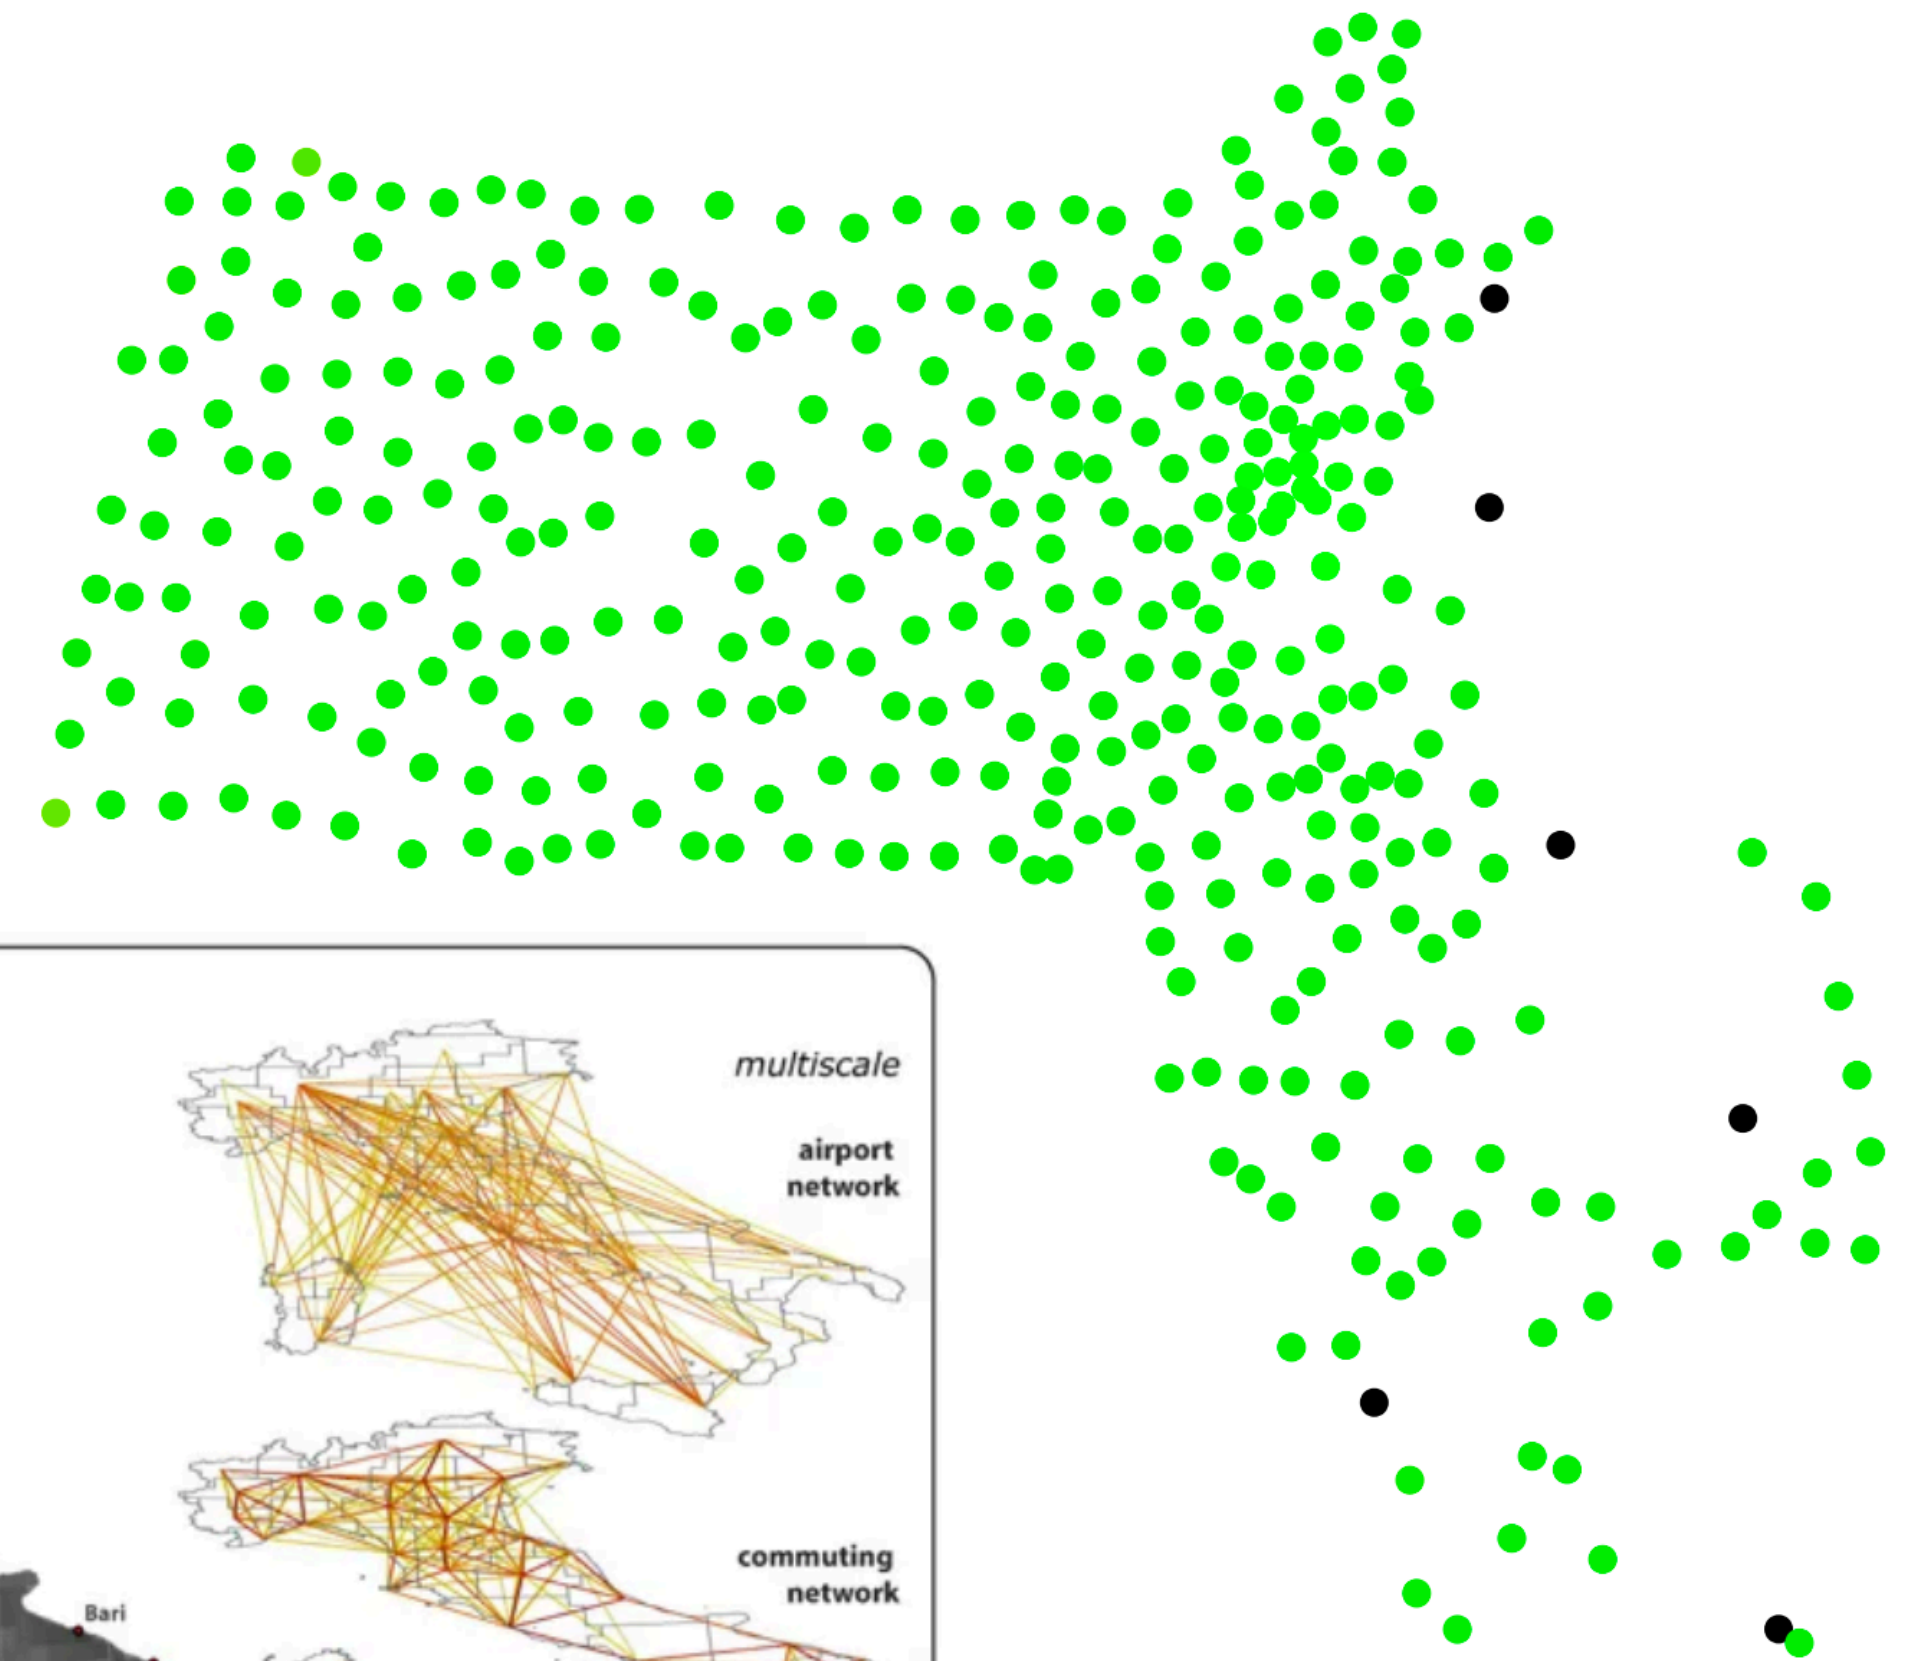 multiscale
airport
network
commuting
network
Bari